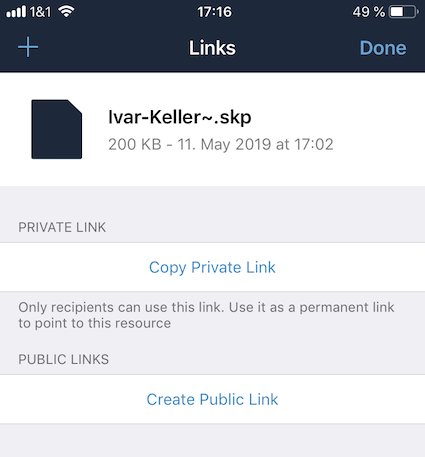 1&1 17:16 49 %
Links Done
Ivar-Keller~.skp
200 KB - 11. May 2019 at 17:02
PRIVATE LINK
Copy Private Link
Only recipients can use this link. Use it as a permanent link
to point to this resource
PUBLIC LINKS
Create Public Link